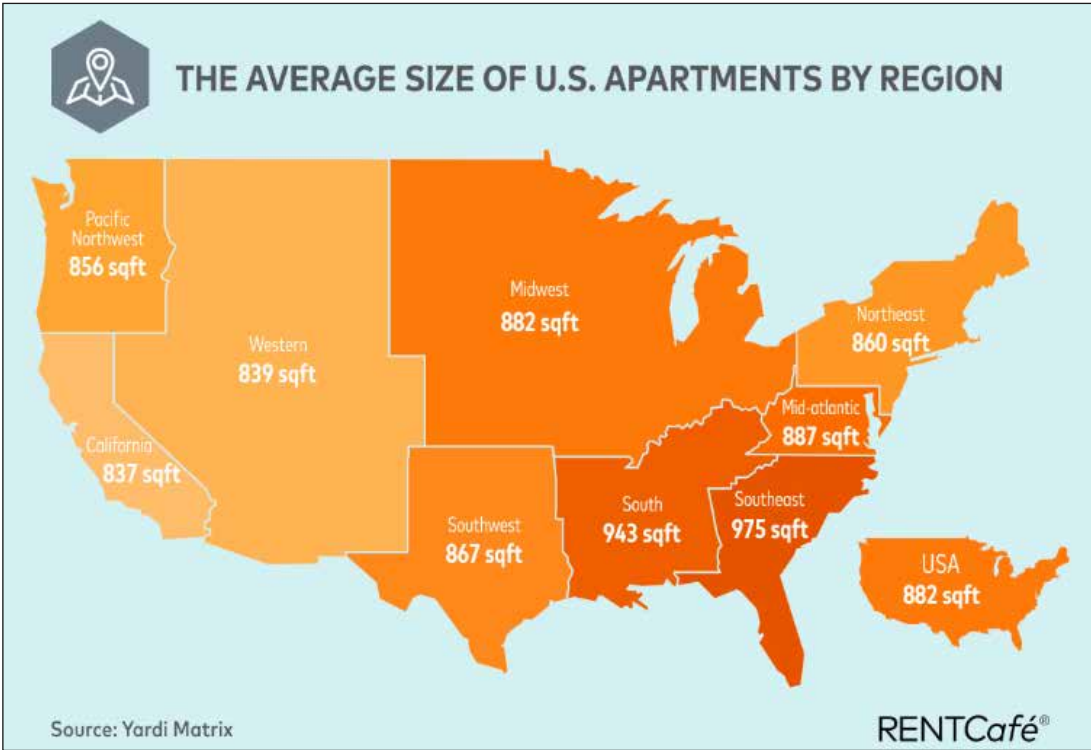 THE AVERAGE SIZE OF U.S. APARTMENTS BY REGION
Pacific
Northwest
856 sqft
Western
839 sqft
Midwest
882 sqft
Northeast
860 sqft
Mid-atlantic
887 sqft
California
837 sqft
Southwest
867 sqft
South
943 sqft
Southeast
975 sqft
USA
882 sqft
Source: Yardi Matrix
RENTCafé®